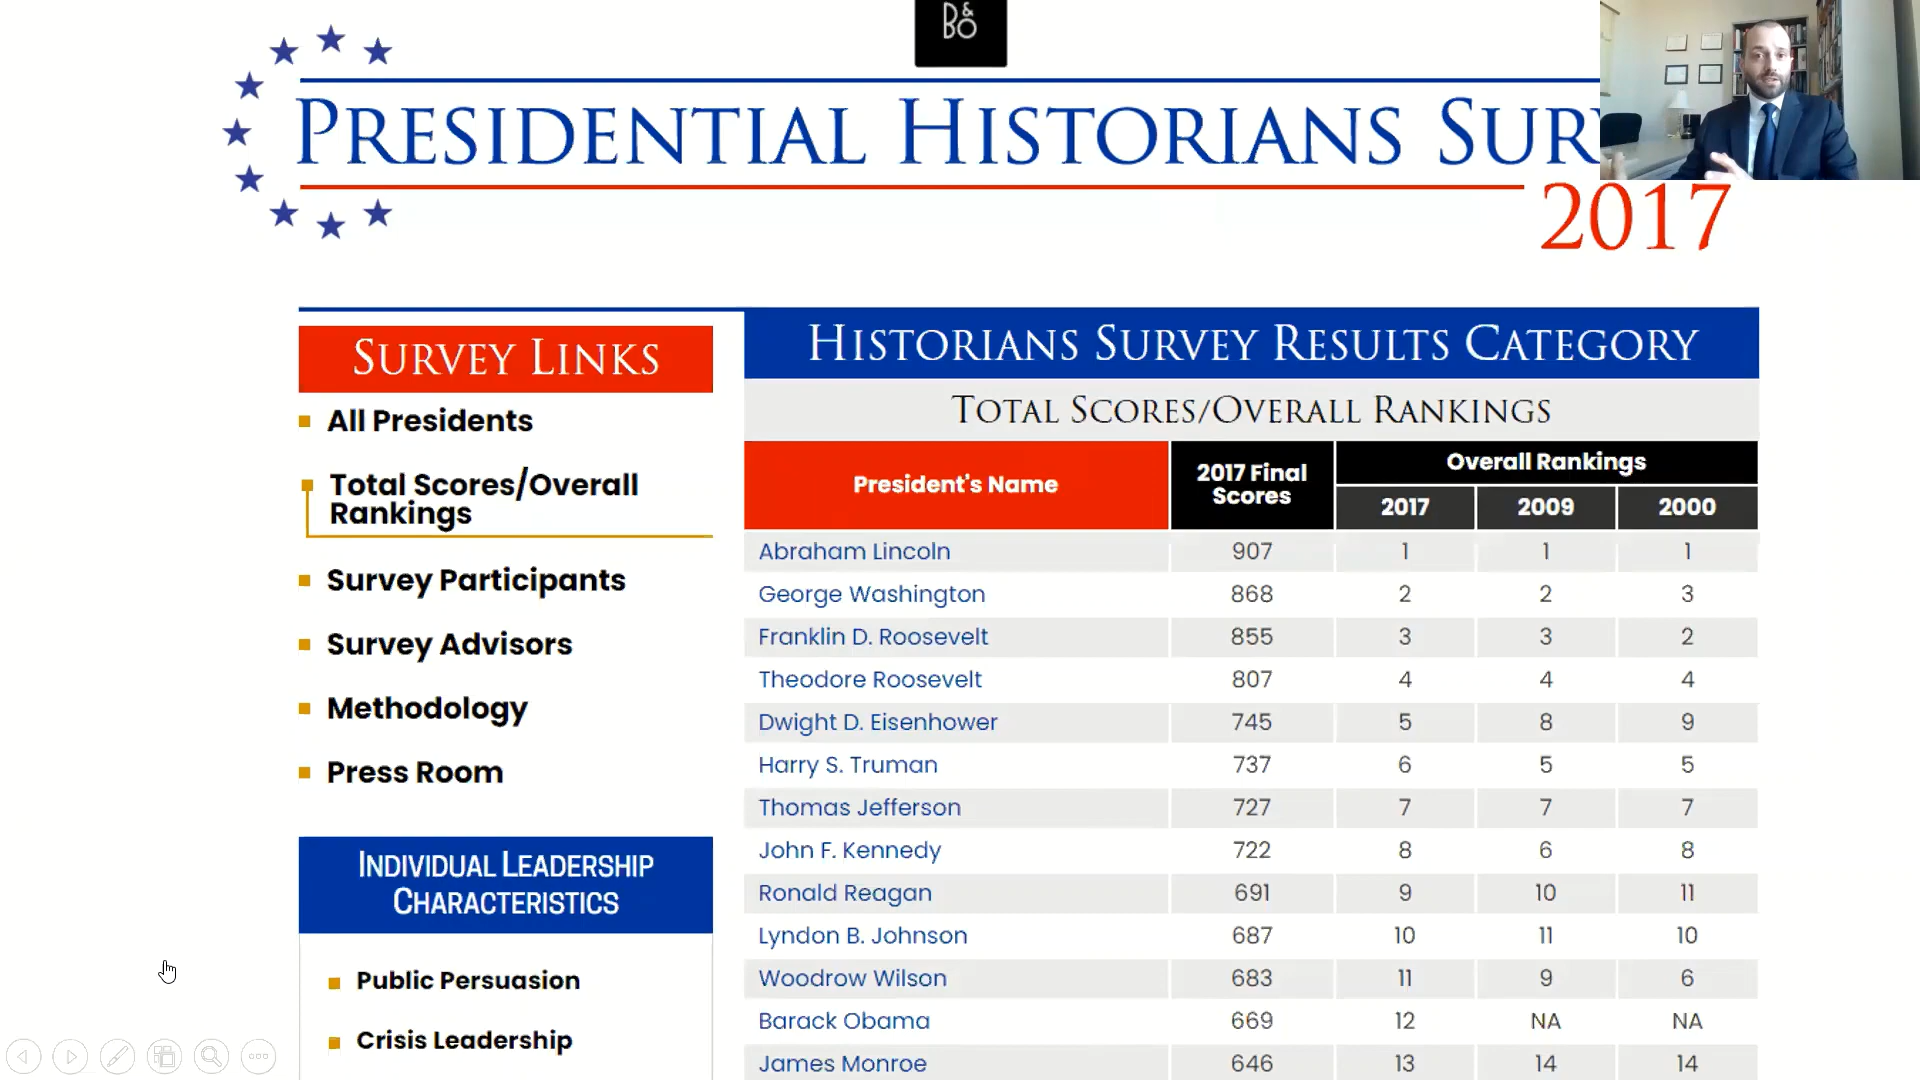 B&O
PRESIDENTIAL HISTORIANS SUR
2017
SURVEY LINKS
All Presidents
Total Scores/Overall
Rankings
Survey Participants
Survey Advisors
Methodology
Press Room
INDIVIDUAL LEADERSHIP
CHARACTERISTICS
Public Persuasion
Crisis Leadership
HISTORIANS SURVEY RESULTS CATEGORY
TOTAL SCORES/OVERALL RANKINGS
President's Name 2017 Final Scores Overall Rankings
2017 2009 2000
Abraham Lincoln 907 1 1 1
George Washington 868 2 2 3
Franklin D. Roosevelt 855 3 3 2
Theodore Roosevelt 807 4 4 4
Dwight D. Eisenhower 745 5 8 9
Harry S. Truman 737 6 5 5
Thomas Jefferson 727 7 7 7
John F. Kennedy 722 8 6 8
Ronald Reagan 691 9 10 11
Lyndon B. Johnson 687 10 11 10
Woodrow Wilson 683 11 9 6
Barack Obama 669 12 NA NA
James Monroe 646 13 14 14